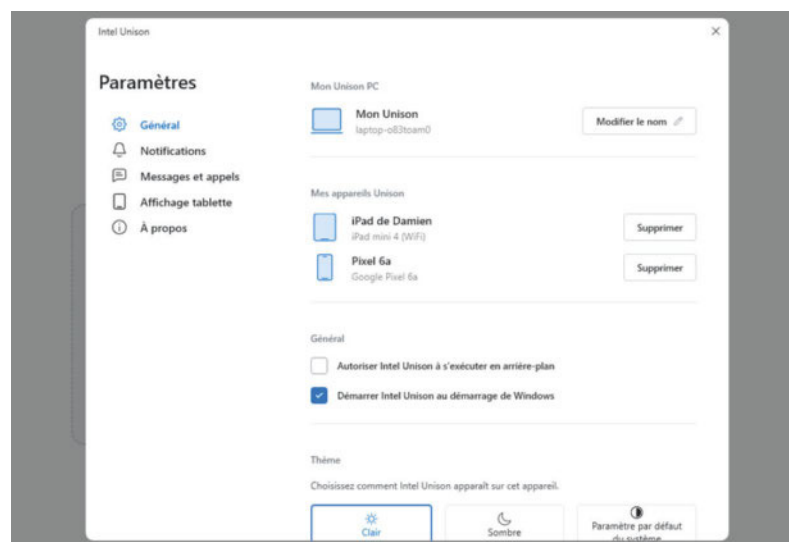 Intel Unison
Paramètres
Général
Notifications
Messages et appels
Affichage tablette
À propos
Mon Unison PC
Mon Unison
laptop-o83toam0
Modifier le nom
Mes appareils Unison
iPad de Damien
iPad mini 4 (WiFi)
Supprimer
Pixel 6a
Google Pixel 6a
Supprimer
Général
Autoriser Intel Unison à s'exécuter en arrière-plan
Démarrer Intel Unison au démarrage de Windows
Thème
Choisissez comment Intel Unison apparaît sur cet appareil.
Clair
Sombre
Paramètre par défaut
du système